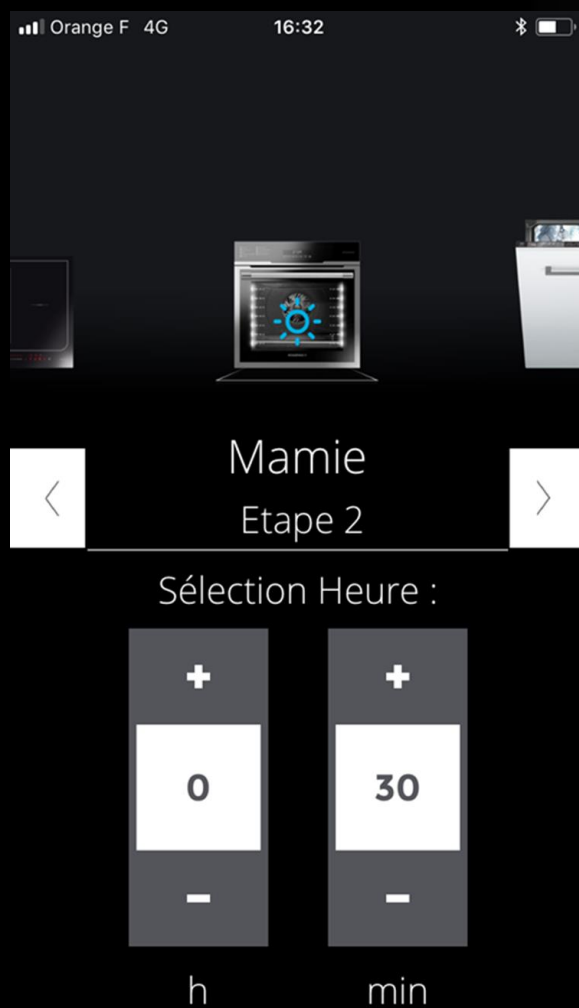 Orange F 4G 16:32
Mamie
Etape 2
Sélection Heure :
+ +
0 30
- -
h min